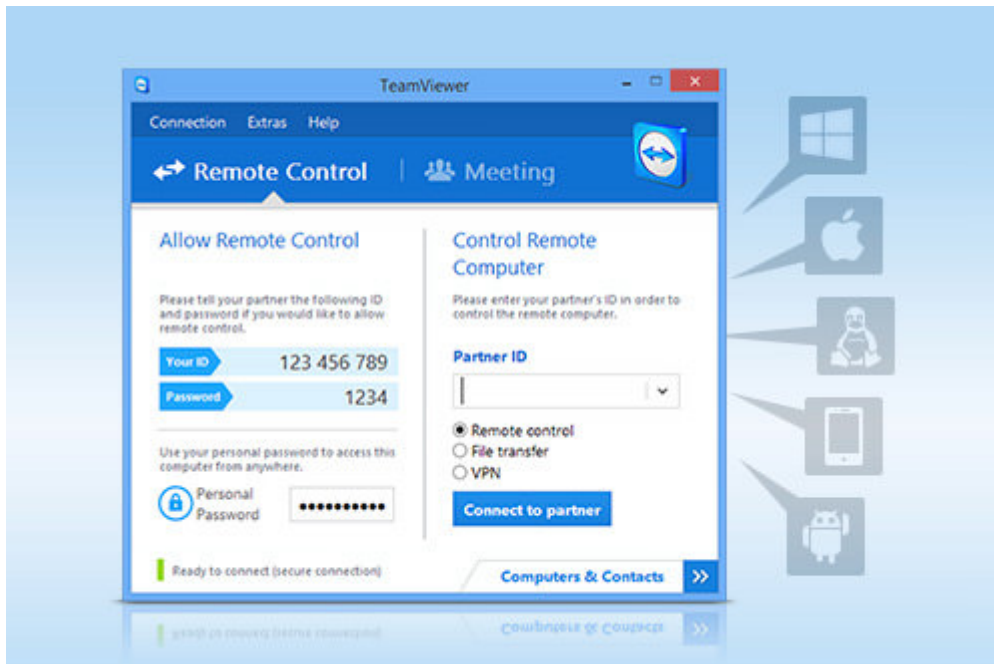 TeamViewer
Connection Extras Help
Remote Control
Meeting
Allow Remote Control
Please tell your partner the following ID
and password if you would like to allow
remote control.
Your ID 123 456 789
Password 1234
Use your personal password to access this
computer from anywhere.
Personal
Password
Ready to connect (secure connection)
Control Remote
Computer
Please enter your partner's ID in order to
control the remote computer.
Partner ID
Remote control
File transfer
VPN
Connect to partner
Computers & Contacts